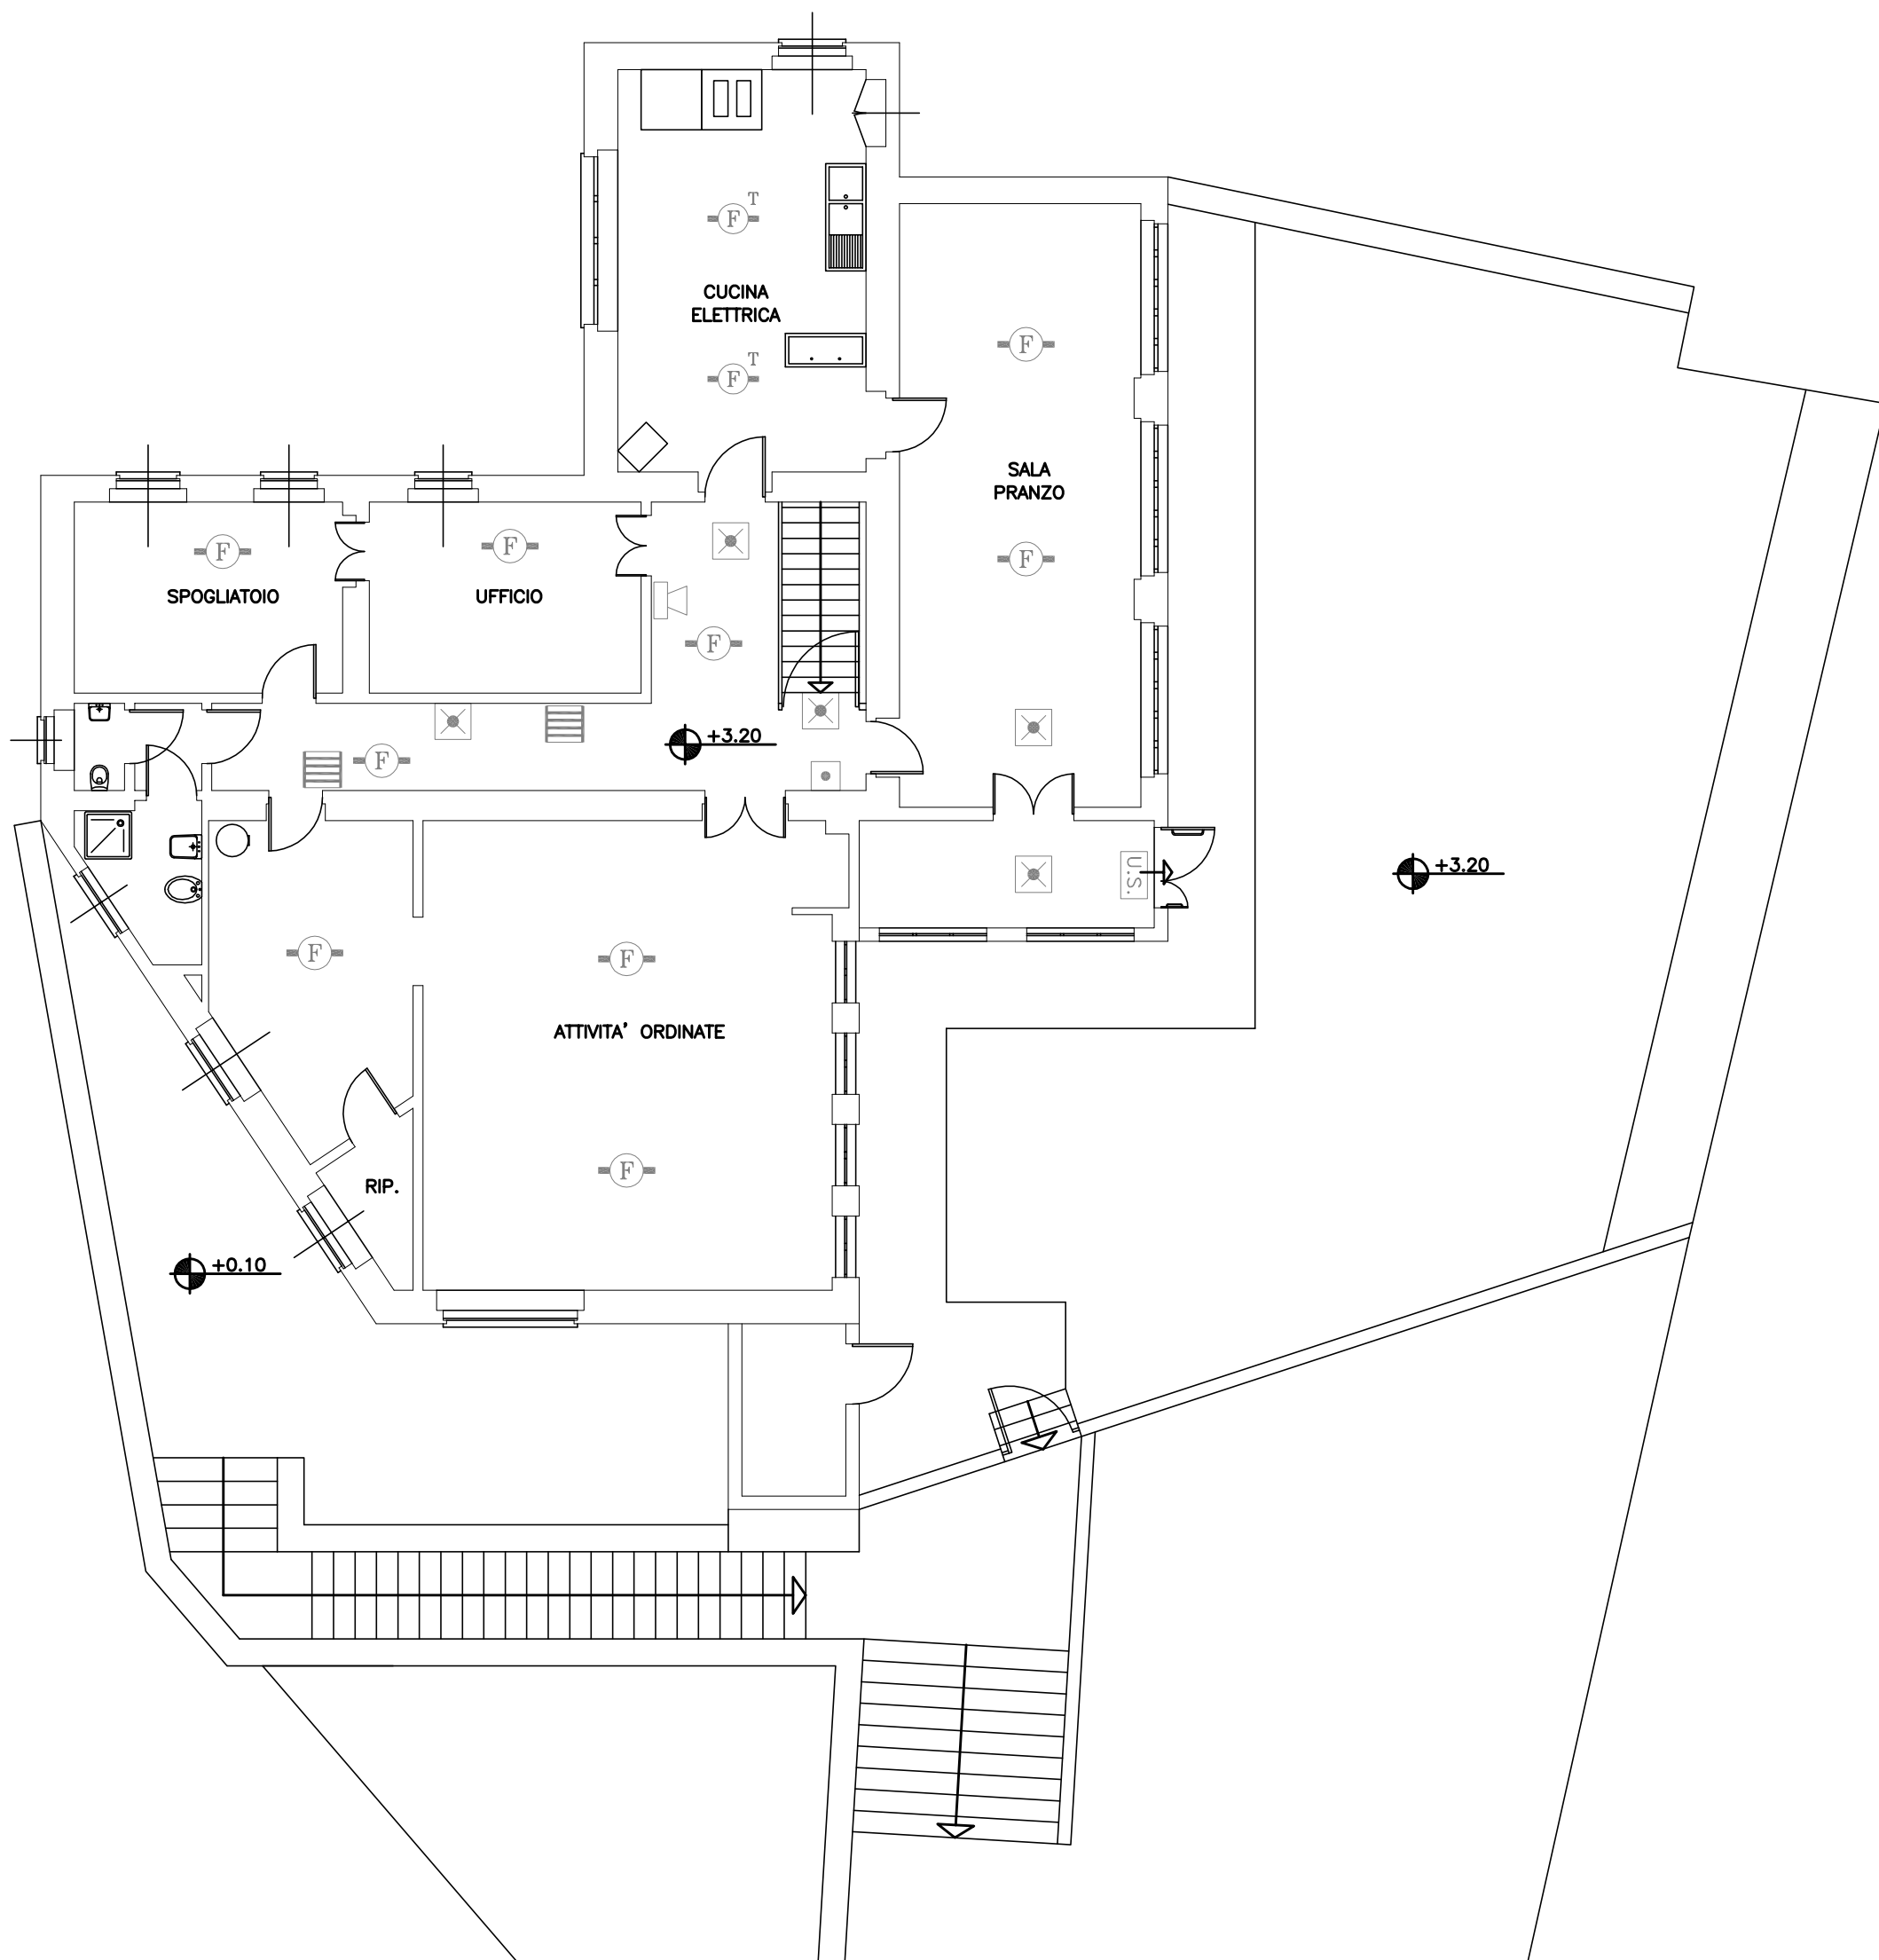 T
F
CUCINA
ELETTRICA
F
T
F
F
SALA
PRANZO
F
F
F
SPOGLIATOIO
UFFICIO
F
+3.20
F
U.S.
+3.20
F
F
ATTIVITA' ORDINATE
F
RIP.
+0.10